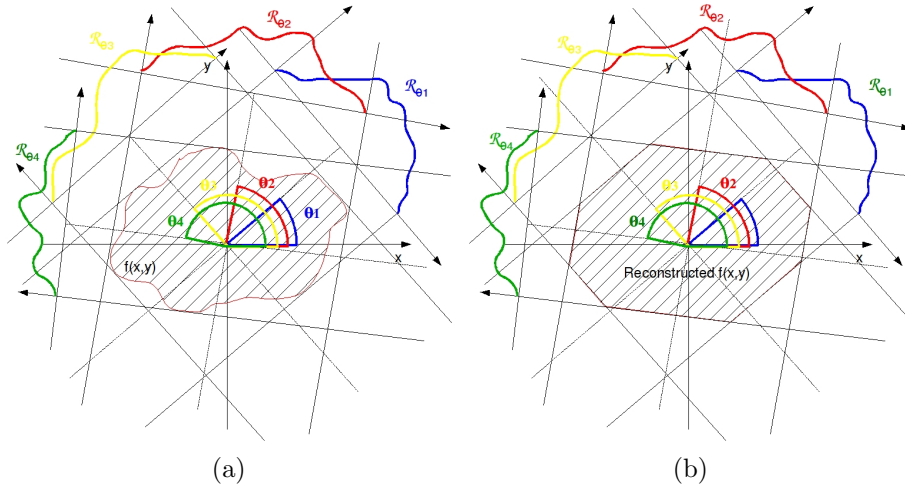 ℛθ2
ℛθ3
y
ℛθ1
ℛθ4
θ2
θ3
θ1
θ4
x
f(x,y)
(a)
ℛθ2
ℛθ3
y
ℛθ1
ℛθ4
θ2
θ3
θ1
θ4
x
Reconstructed f(x,y)
(b)